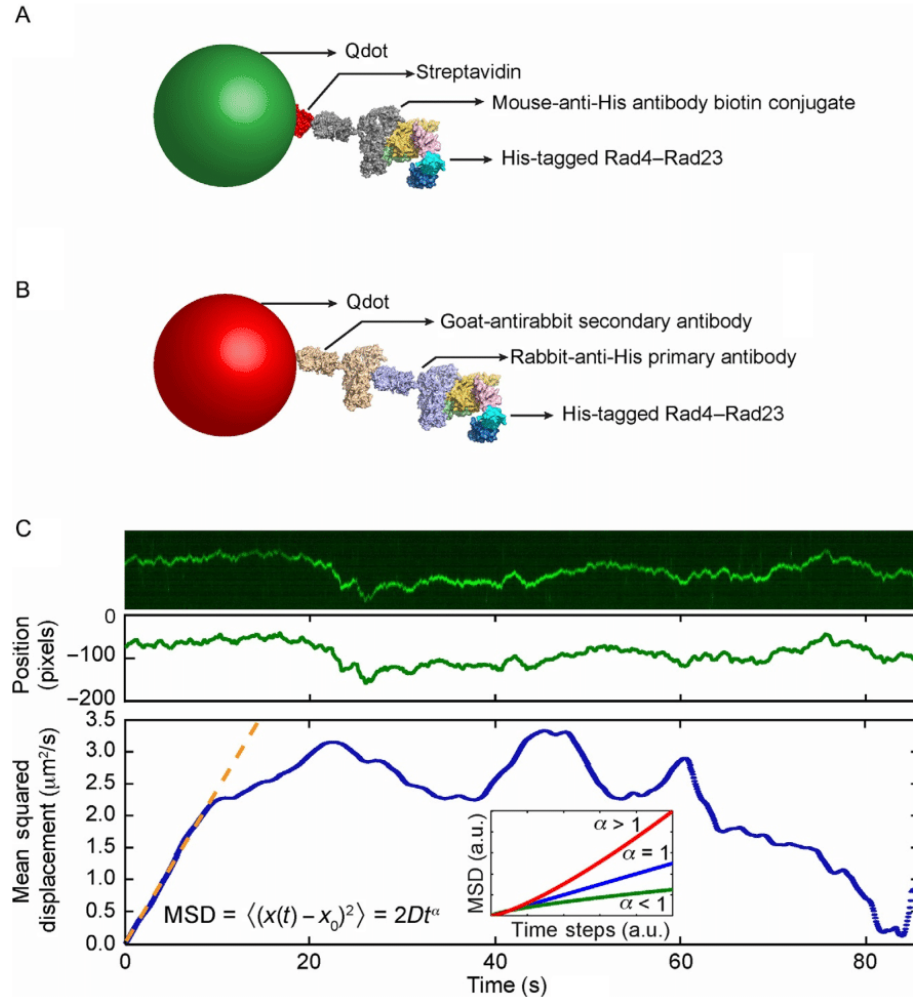 A
Qdot
Streptavidin
Mouse-anti-His antibody biotin conjugate
His-tagged Rad4–Rad23
B
Qdot
Goat-antirabbit secondary antibody
Rabbit-anti-His primary antibody
His-tagged Rad4–Rad23
C
Position
(pixels)
0
−100
−200
Mean squared
displacement (μm²/s)
3.5
3.0
2.5
2.0
1.5
1.0
0.5
0.0
MSD = ⟨(x(t) − x₀)²⟩ = 2Dtᵅ
MSD (a.u.)
α > 1
α = 1
α < 1
Time steps (a.u.)
0 20 40 60 80
Time (s)